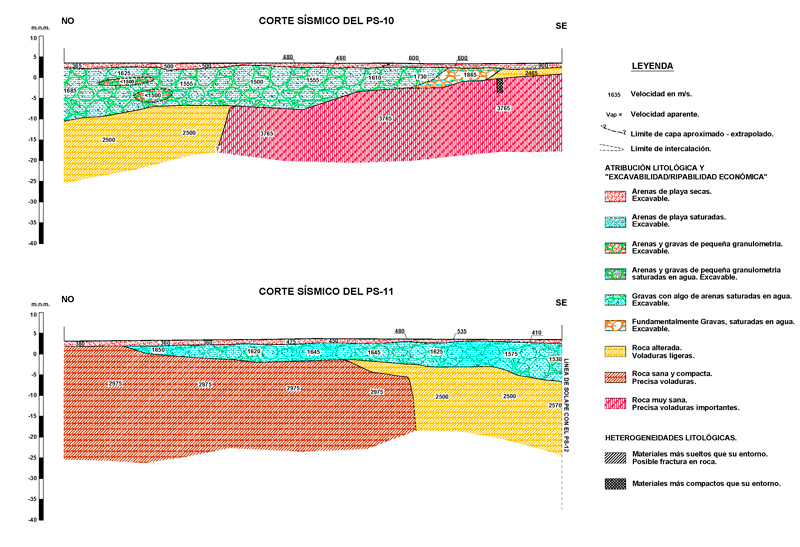 CORTE SÍSMICO DEL PS-10
NO
SE
m.n.m.
10
5
0
-5
-10
-15
-20
-25
-30
-35
-40
365
500
500
480
460
600
600
1625
<1500
1685
<1500
1555
1500
1555
1610
1730
1865
2465
2500
2500
?
3765
3765
3765
CORTE SÍSMICO DEL PS-11
NO
SE
m.n.m.
10
5
0
-5
-10
-15
-20
-25
-30
-35
-40
380
360
390
475
450
480
535
410
1650
1620
1645
1645
1625
1575
1530
2975
2975
2975
2975
2500
2500
2570
LINEA DE SOLAPE CON EL PS-12
LEYENDA
1635 Velocidad en m/s.
Vap = Velocidad aparente.
Límite de capa aproximado - extrapolado.
Límite de intercalación.
ATRIBUCIÓN LITOLÓGICA Y
"EXCAVABILIDAD/RIPABILIDAD ECONÓMICA"
Arenas de playa secas.
Excavable.
Arenas de playa saturadas.
Excavable.
Arenas y gravas de pequeña granulometria.
Excavable.
Arenas y gravas de pequeña granulometria
saturadas en agua. Excavable.
Gravas con algo de arenas saturadas en agua.
Excavable.
Fundamentalmente Gravas, saturadas en agua.
Excavable.
Roca alterada.
Voladuras ligeras.
Roca sana y compacta.
Precisa voladuras.
Roca muy sana.
Precisa voladuras importantes.
HETEROGENEIDADES LITOLÓGICAS.
Materiales más sueltos que su entorno.
Posible fractura en roca.
Materiales más compactos que su entorno.